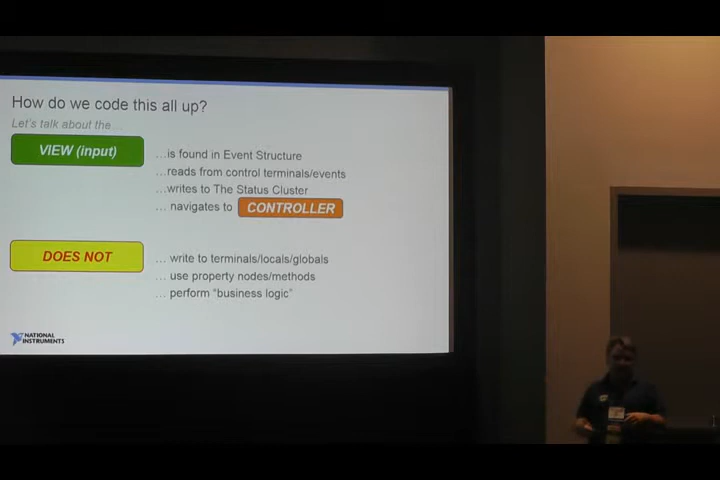 How do we code this all up?
Let's talk about the...
VIEW (input)
...is found in Event Structure
...reads from control terminals/events
...writes to The Status Cluster
... navigates to CONTROLLER
DOES NOT
... write to terminals/locals/globals
... use property nodes/methods
... perform "business logic"
NATIONAL
INSTRUMENTS